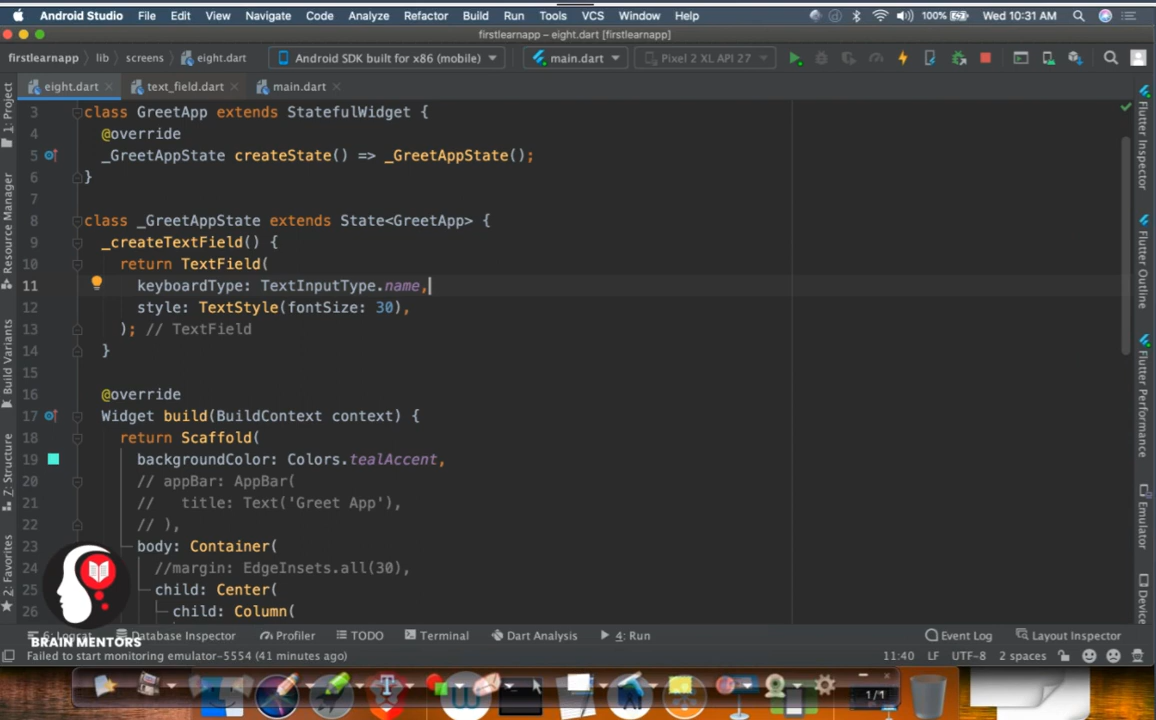 Android Studio File Edit View Navigate Code Analyze Refactor Build Run Tools VCS Window Help 100% Wed 10:31 AM
firstlearnapp – eight.dart [firstlearnapp]
firstlearnapp lib screens eight.dart Android SDK built for x86 (mobile) main.dart Pixel 2 XL API 27
eight.dart text_field.dart main.dart
3 class GreetApp extends StatefulWidget {
4 @override
5 _GreetAppState createState() => _GreetAppState();
6 }
7
8 class _GreetAppState extends State<GreetApp> {
9 _createTextField() {
10 return TextField(
11 keyboardType: TextInputType.name,
12 style: TextStyle(fontSize: 30),
13 ); // TextField
14 }
15
16 @override
17 Widget build(BuildContext context) {
18 return Scaffold(
19 backgroundColor: Colors.tealAccent,
20 // appBar: AppBar(
21 // title: Text('Greet App'),
22 // ),
23 body: Container(
24 //margin: EdgeInsets.all(30),
25 child: Center(
26 child: Column(
1: Project
Resource Manager
Build Variants
7: Structure
2: Favorites
Flutter Inspector
Flutter Outline
Flutter Performance
Emulator
Device
BRAIN MENTORS
6: Logcat Database Inspector Profiler TODO Terminal Dart Analysis 4: Run Event Log Layout Inspector
Failed to start monitoring emulator-5554 (41 minutes ago) 11:40 LF UTF-8 2 spaces
1/1